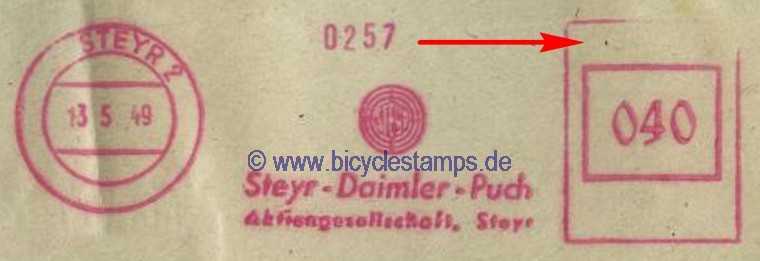 STEYR 2
13 5 49
0257
© www.bicyclestamps.de
Steyr-Daimler-Puch
Aktiengesellschaft, Steyr
040